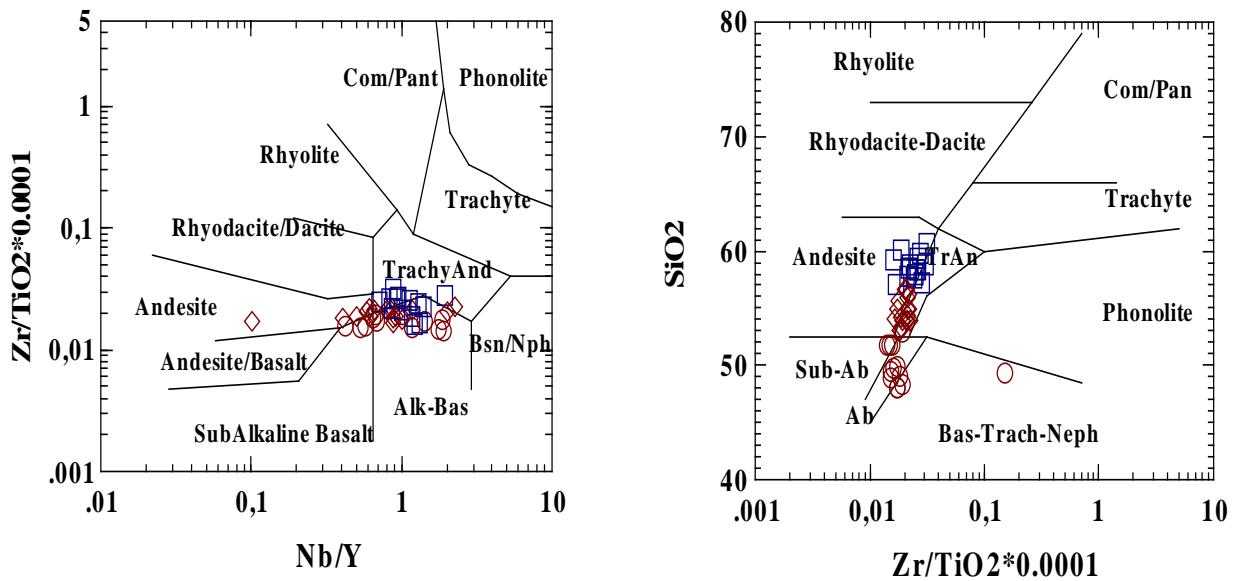 5
1
0,1
0,01
.001
Zr/TiO2*0.0001
Com/Pant
Phonolite
Rhyolite
Trachyte
Rhyodacite/Dacite
TrachyAnd
Andesite
Bsn/Nph
Andesite/Basalt
Alk-Bas
SubAlkaline Basalt
.01
0,1
1
10
Nb/Y
80
70
60
50
40
SiO2
Rhyolite
Com/Pan
Rhyodacite-Dacite
Trachyte
Andesite
TrAn
Phonolite
Sub-Ab
Ab
Bas-Trach-Neph
.001
0,01
0,1
1
10
Zr/TiO2*0.0001